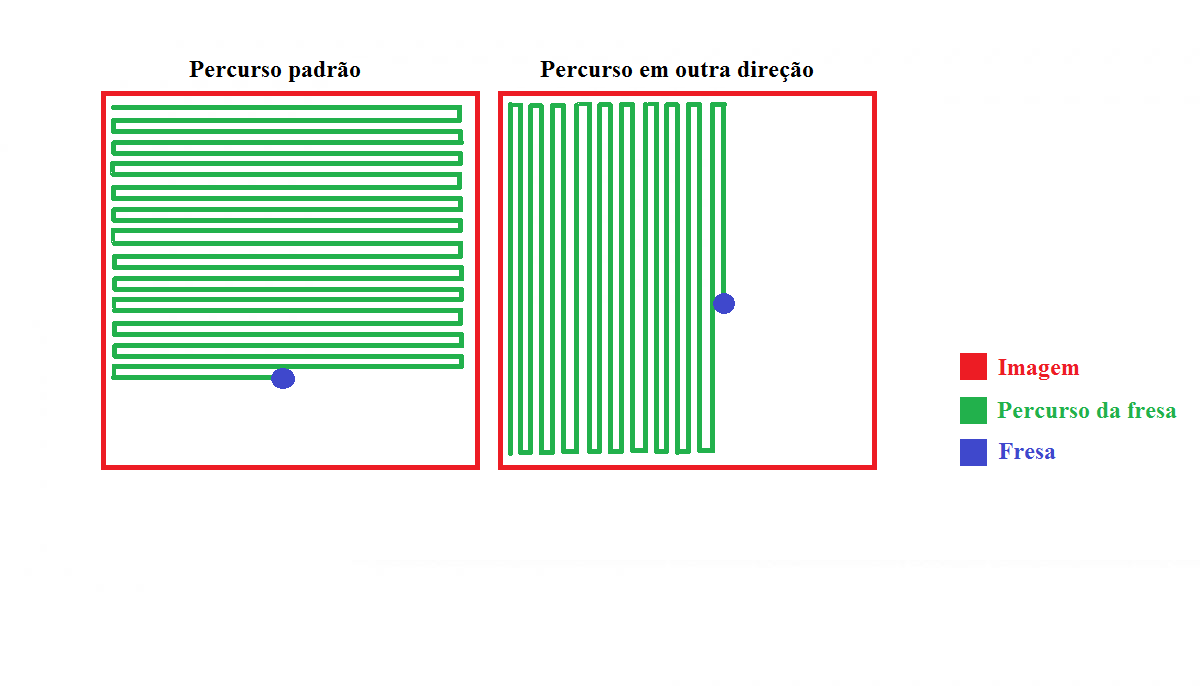 Percurso padrão
Percurso em outra direção
Imagem
Percurso da fresa
Fresa